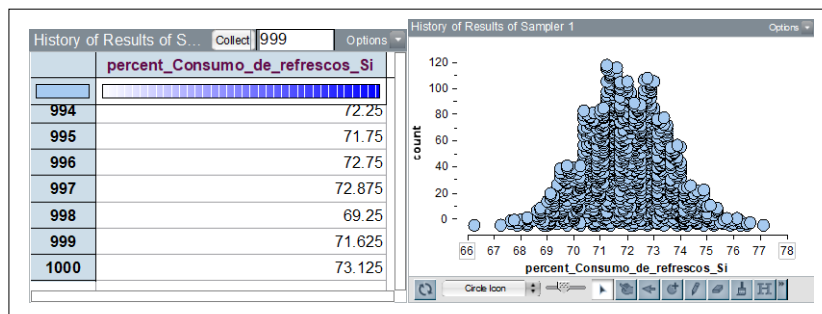 History of Results of S... Collect 999 Options
percent_Consumo_de_refrescos_Si
994 72.25
995 71.75
996 72.75
997 72.875
998 69.25
999 71.625
1000 73.125
History of Results of Sampler 1 Options
120
100
80
60
40
20
0
count
66 67 68 69 70 71 72 73 74 75 76 77 78
percent_Consumo_de_refrescos_Si
Circle Icon